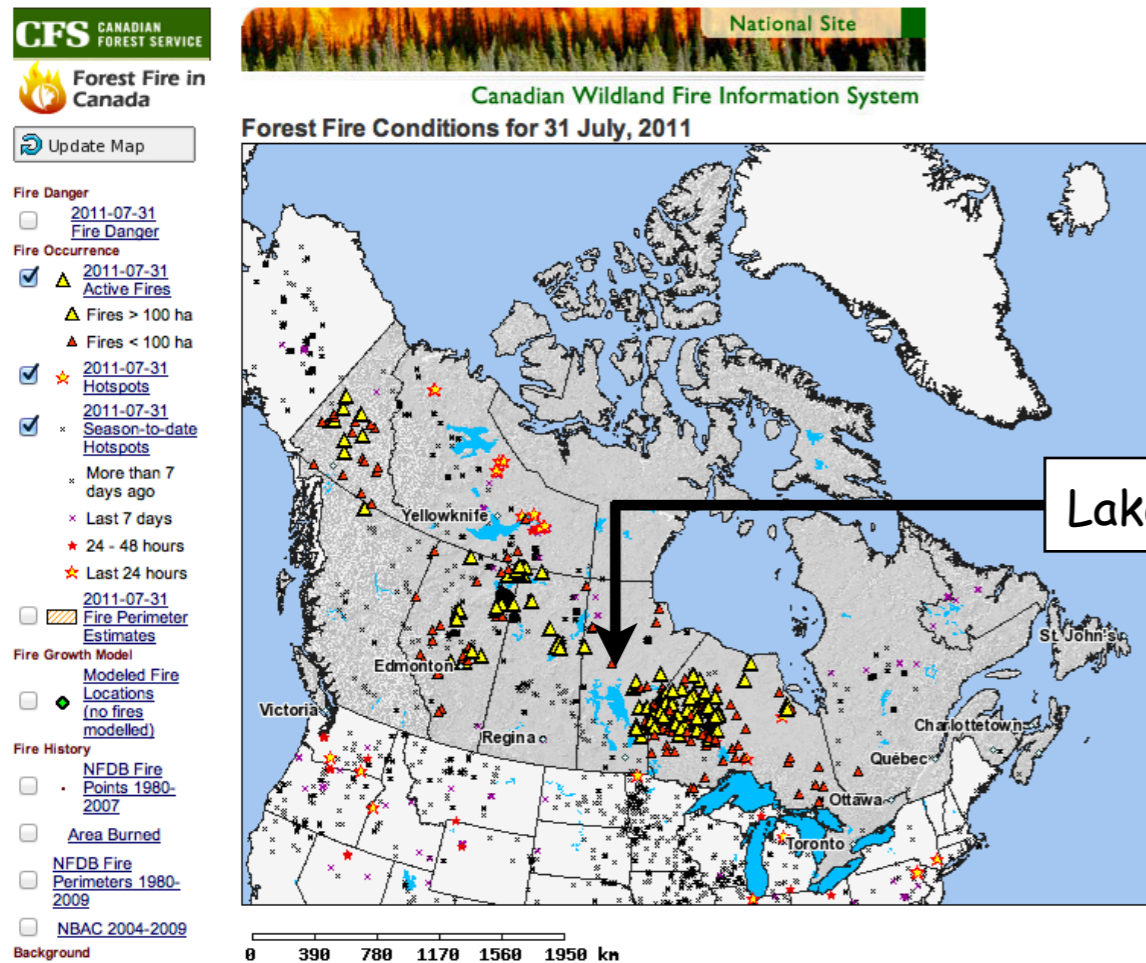 CFS CANADIAN
FOREST SERVICE
Forest Fire in
Canada
Update Map
Fire Danger
2011-07-31
Fire Danger
Fire Occurrence
2011-07-31
Active Fires
Fires > 100 ha
Fires < 100 ha
2011-07-31
Hotspots
2011-07-31
Season-to-date
Hotspots
More than 7
days ago
Last 7 days
24 - 48 hours
Last 24 hours
2011-07-31
Fire Perimeter
Estimates
Fire Growth Model
Modeled Fire
Locations
(no fires
modelled)
Fire History
NFDB Fire
Points 1980-
2007
Area Burned
NFDB Fire
Perimeters 1980-
2009
NBAC 2004-2009
Background
National Site
Canadian Wildland Fire Information System
Forest Fire Conditions for 31 July, 2011
Yellowknife
Lak
St. John's
Edmonton
Victoria
Regina
Charlottetown
Québec
Ottawa
Toronto
0 390 780 1170 1560 1950 km